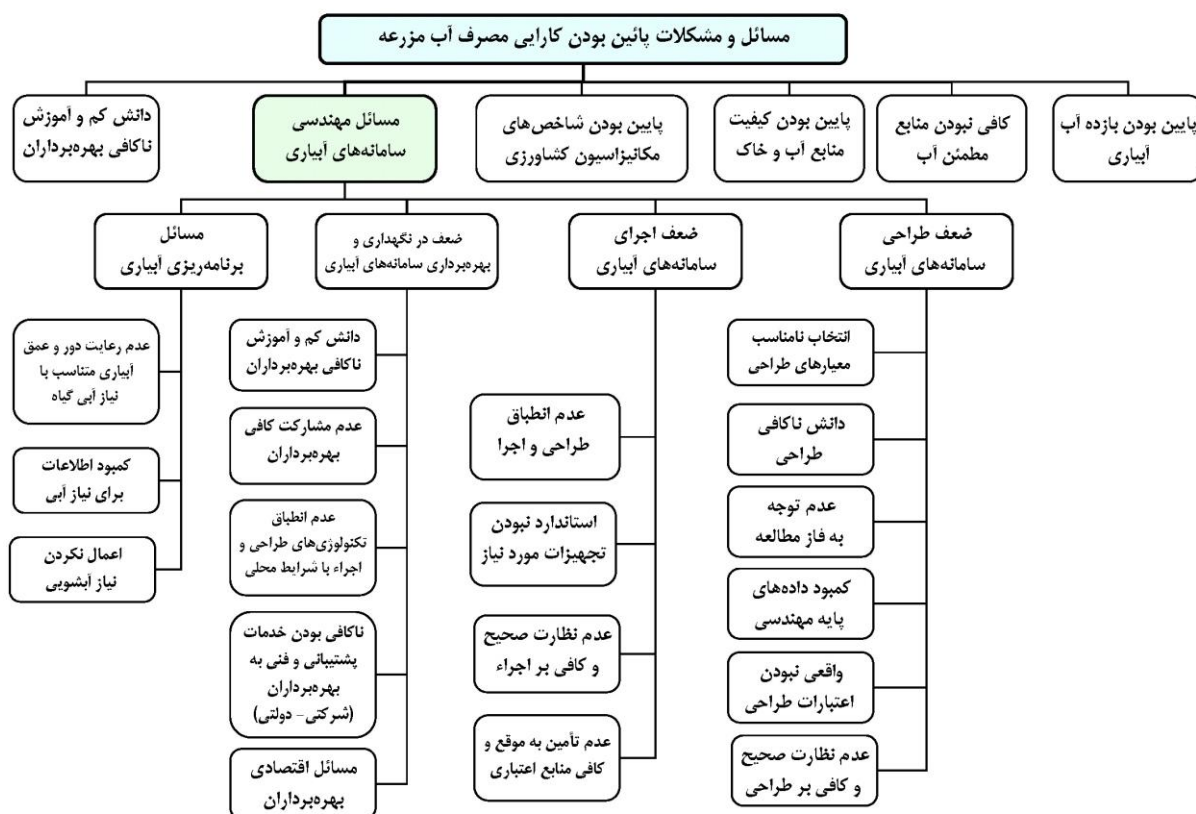 مسائل و مشکلات پائین بودن کارایی مصرف آب مزرعه
پایین بودن بازده آب
آبیاری
کافی نبودن منابع
مطمئن آب
پایین بودن کیفیت
منابع آب و خاک
پایین بودن شاخص‌های
مکانیزاسیون کشاورزی
مسائل مهندسی
سامانه‌های آبیاری
دانش کم و آموزش
ناکافی بهره‌برداران
ضعف طراحی
سامانه‌های آبیاری
ضعف اجرای
سامانه‌های آبیاری
ضعف در نگهداری و
بهره‌برداری سامانه‌های آبیاری
مسائل
برنامه‌ریزی آبیاری
انتخاب نامناسب
معیارهای طراحی
دانش ناکافی
طراحی
عدم توجه
به فاز مطالعه
کمبود داده‌های
پایه مهندسی
واقعی نبودن
اعتبارات طراحی
عدم نظارت صحیح
و کافی بر طراحی
عدم انطباق
طراحی و اجرا
استاندارد نبودن
تجهیزات مورد نیاز
عدم نظارت صحیح
و کافی بر اجراء
عدم تأمین به موقع و
کافی منابع اعتباری
دانش کم و آموزش
ناکافی بهره‌برداران
عدم مشارکت کافی
بهره‌برداران
عدم انطباق
تکنولوژی‌های طراحی و
اجراء با شرایط محلی
ناکافی بودن خدمات
پشتیبانی و فنی به
بهره‌برداران
(شرکتی- دولتی)
مسائل اقتصادی
بهره‌برداران
عدم رعایت دور و عمق
آبیاری متناسب با
نیاز آبی گیاه
کمبود اطلاعات
برای نیاز آبی
اعمال نکردن
نیاز آبشویی